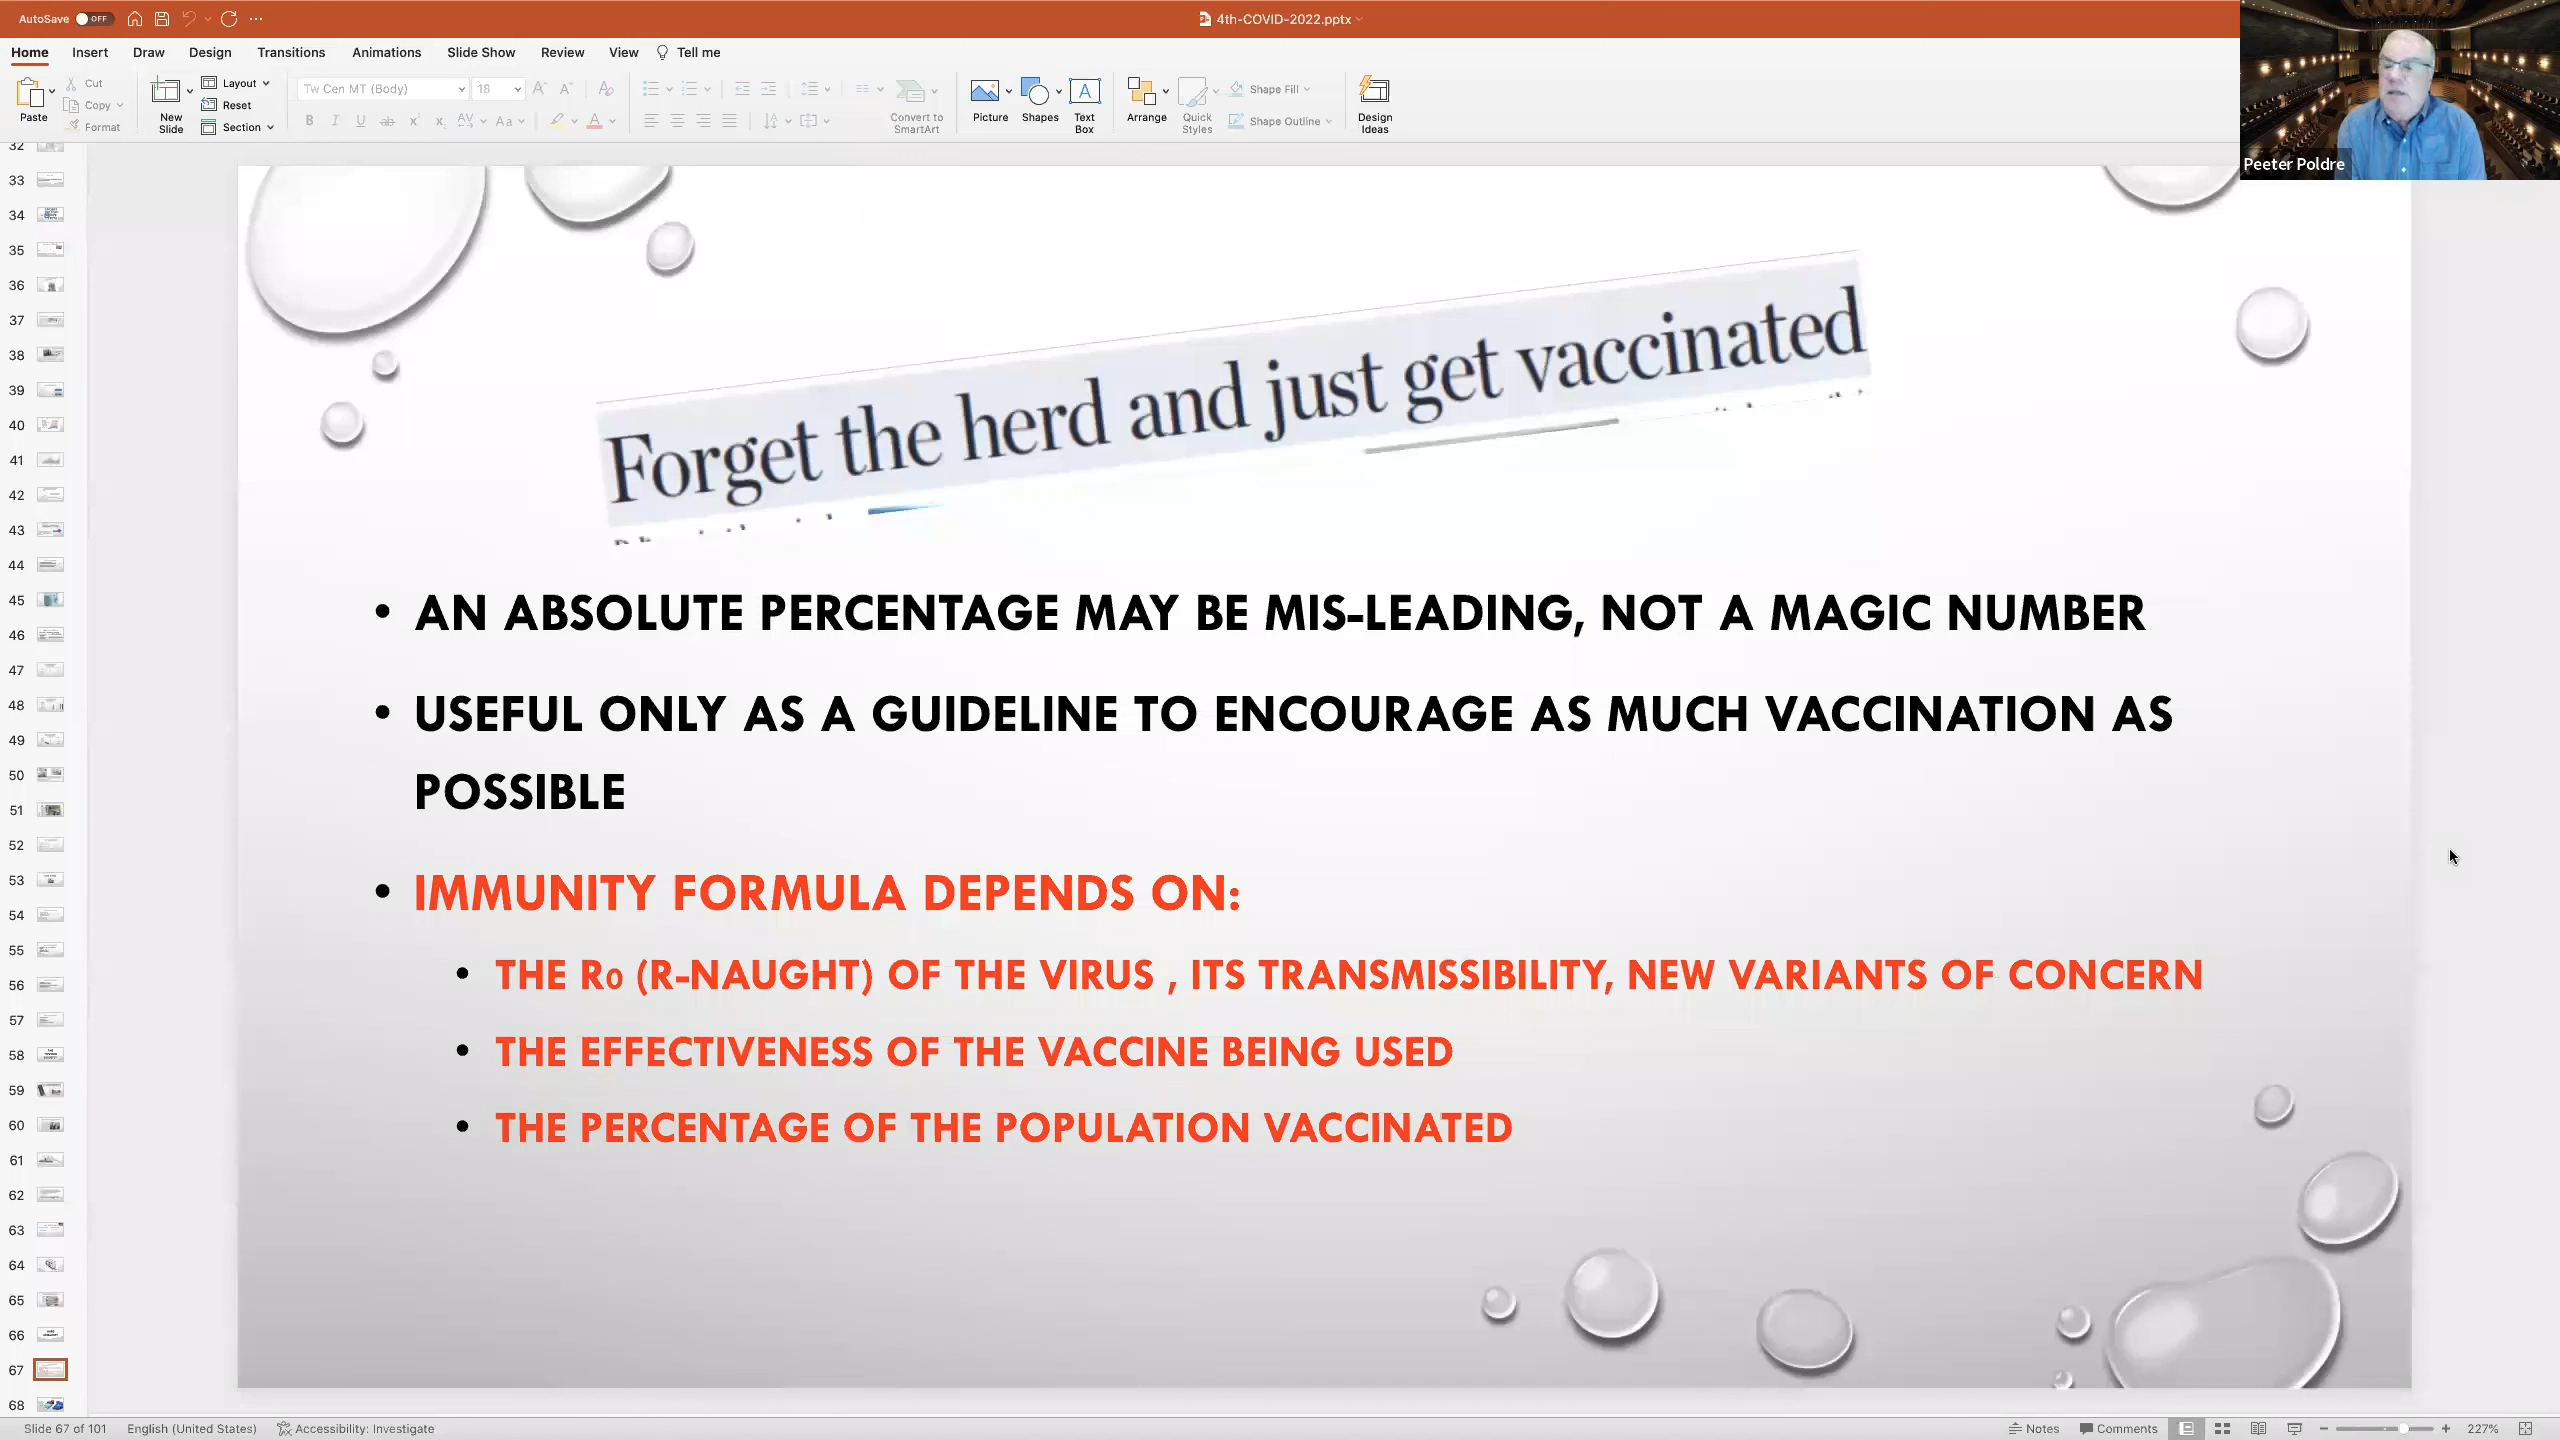 AutoSave OFF
4th-COVID-2022.pptx
Home Insert Draw Design Transitions Animations Slide Show Review View Tell me
Paste
Cut
Copy
Format
New Slide
Layout
Reset
Section
Tw Cen MT (Body) 18
Convert to SmartArt
Picture
Shapes
Text Box
Arrange
Quick Styles
Shape Fill
Shape Outline
Design Ideas
Peeter Poldre
32
33
34
35
36
37
38
39
40
41
42
43
44
45
46
47
48
49
50
51
52
53
54
55
56
57
58
59
60
61
62
63
64
65
66
67
68
Forget the herd and just get vaccinated
• AN ABSOLUTE PERCENTAGE MAY BE MIS-LEADING, NOT A MAGIC NUMBER
• USEFUL ONLY AS A GUIDELINE TO ENCOURAGE AS MUCH VACCINATION AS
POSSIBLE
• IMMUNITY FORMULA DEPENDS ON:
• THE R0 (R-NAUGHT) OF THE VIRUS , ITS TRANSMISSIBILITY, NEW VARIANTS OF CONCERN
• THE EFFECTIVENESS OF THE VACCINE BEING USED
• THE PERCENTAGE OF THE POPULATION VACCINATED
Slide 67 of 101 English (United States) Accessibility: Investigate Notes Comments 227%